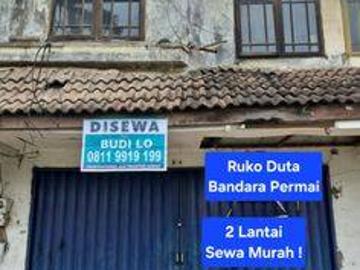 DISEWA
BUDI LO
0811 9919 199
Ruko Duta
Bandara Permai
2 Lantai
Sewa Murah !